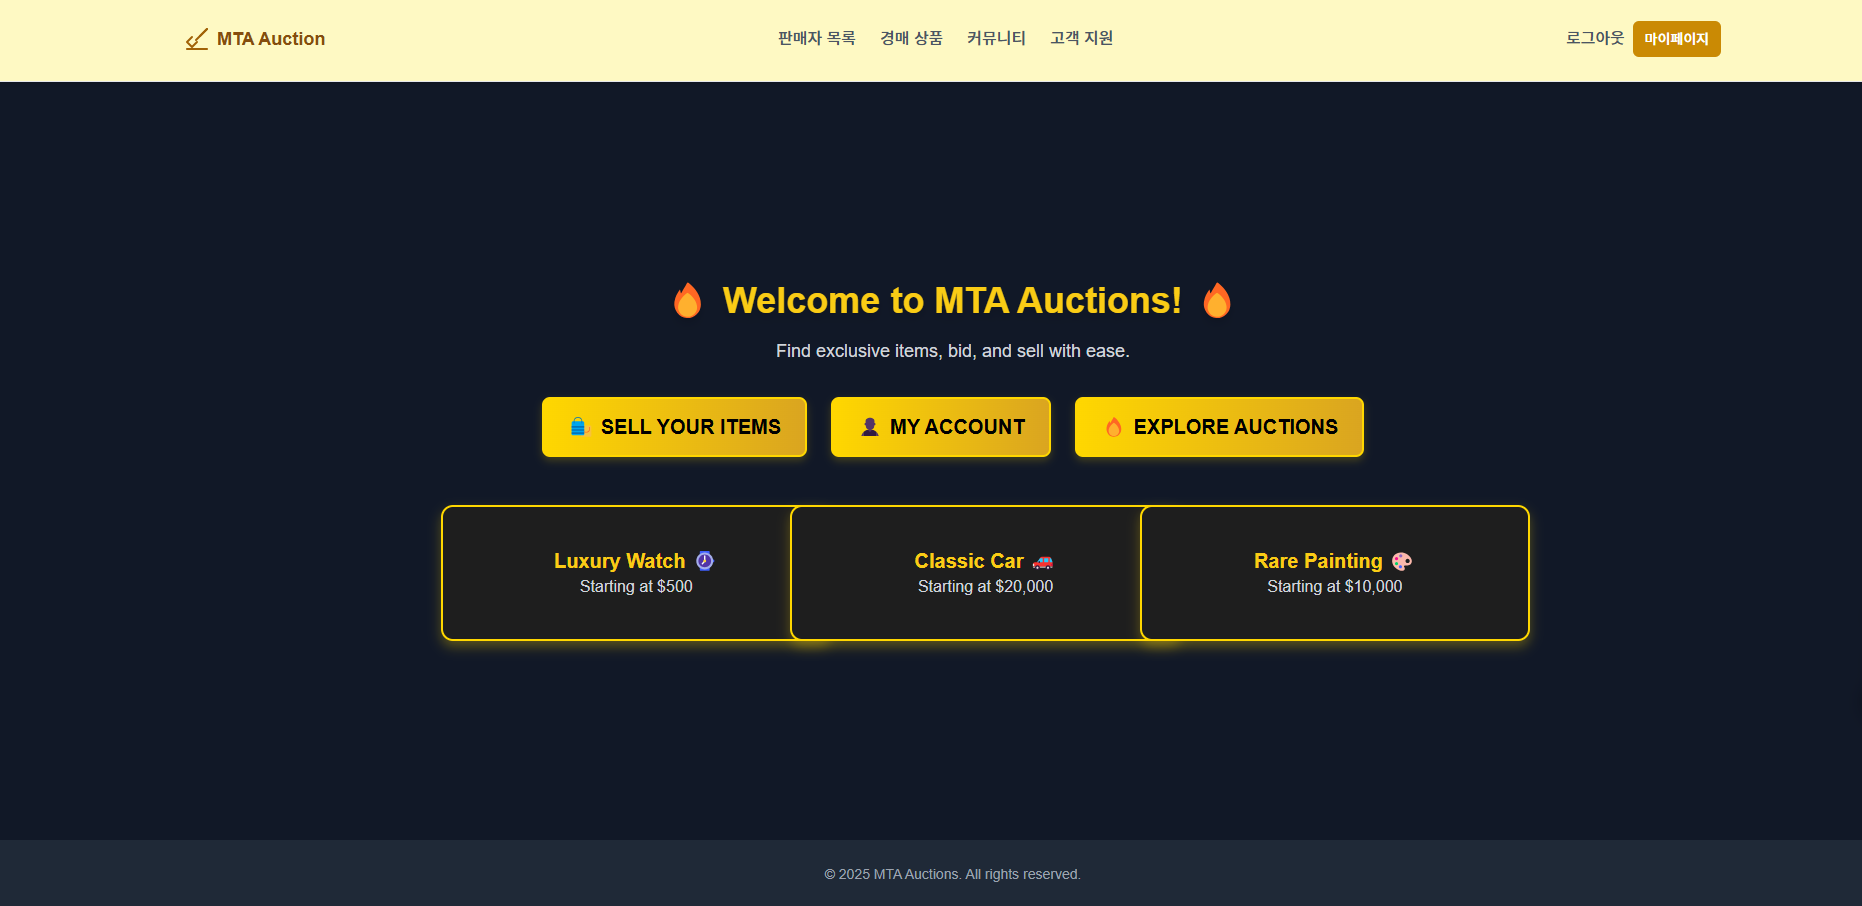 MTA Auction
판매자 목록 경매 상품 커뮤니티 고객 지원
로그아웃 마이페이지
Welcome to MTA Auctions!
Find exclusive items, bid, and sell with ease.
SELL YOUR ITEMS
MY ACCOUNT
EXPLORE AUCTIONS
Luxury Watch
Starting at $500
Classic Car
Starting at $20,000
Rare Painting
Starting at $10,000
© 2025 MTA Auctions. All rights reserved.